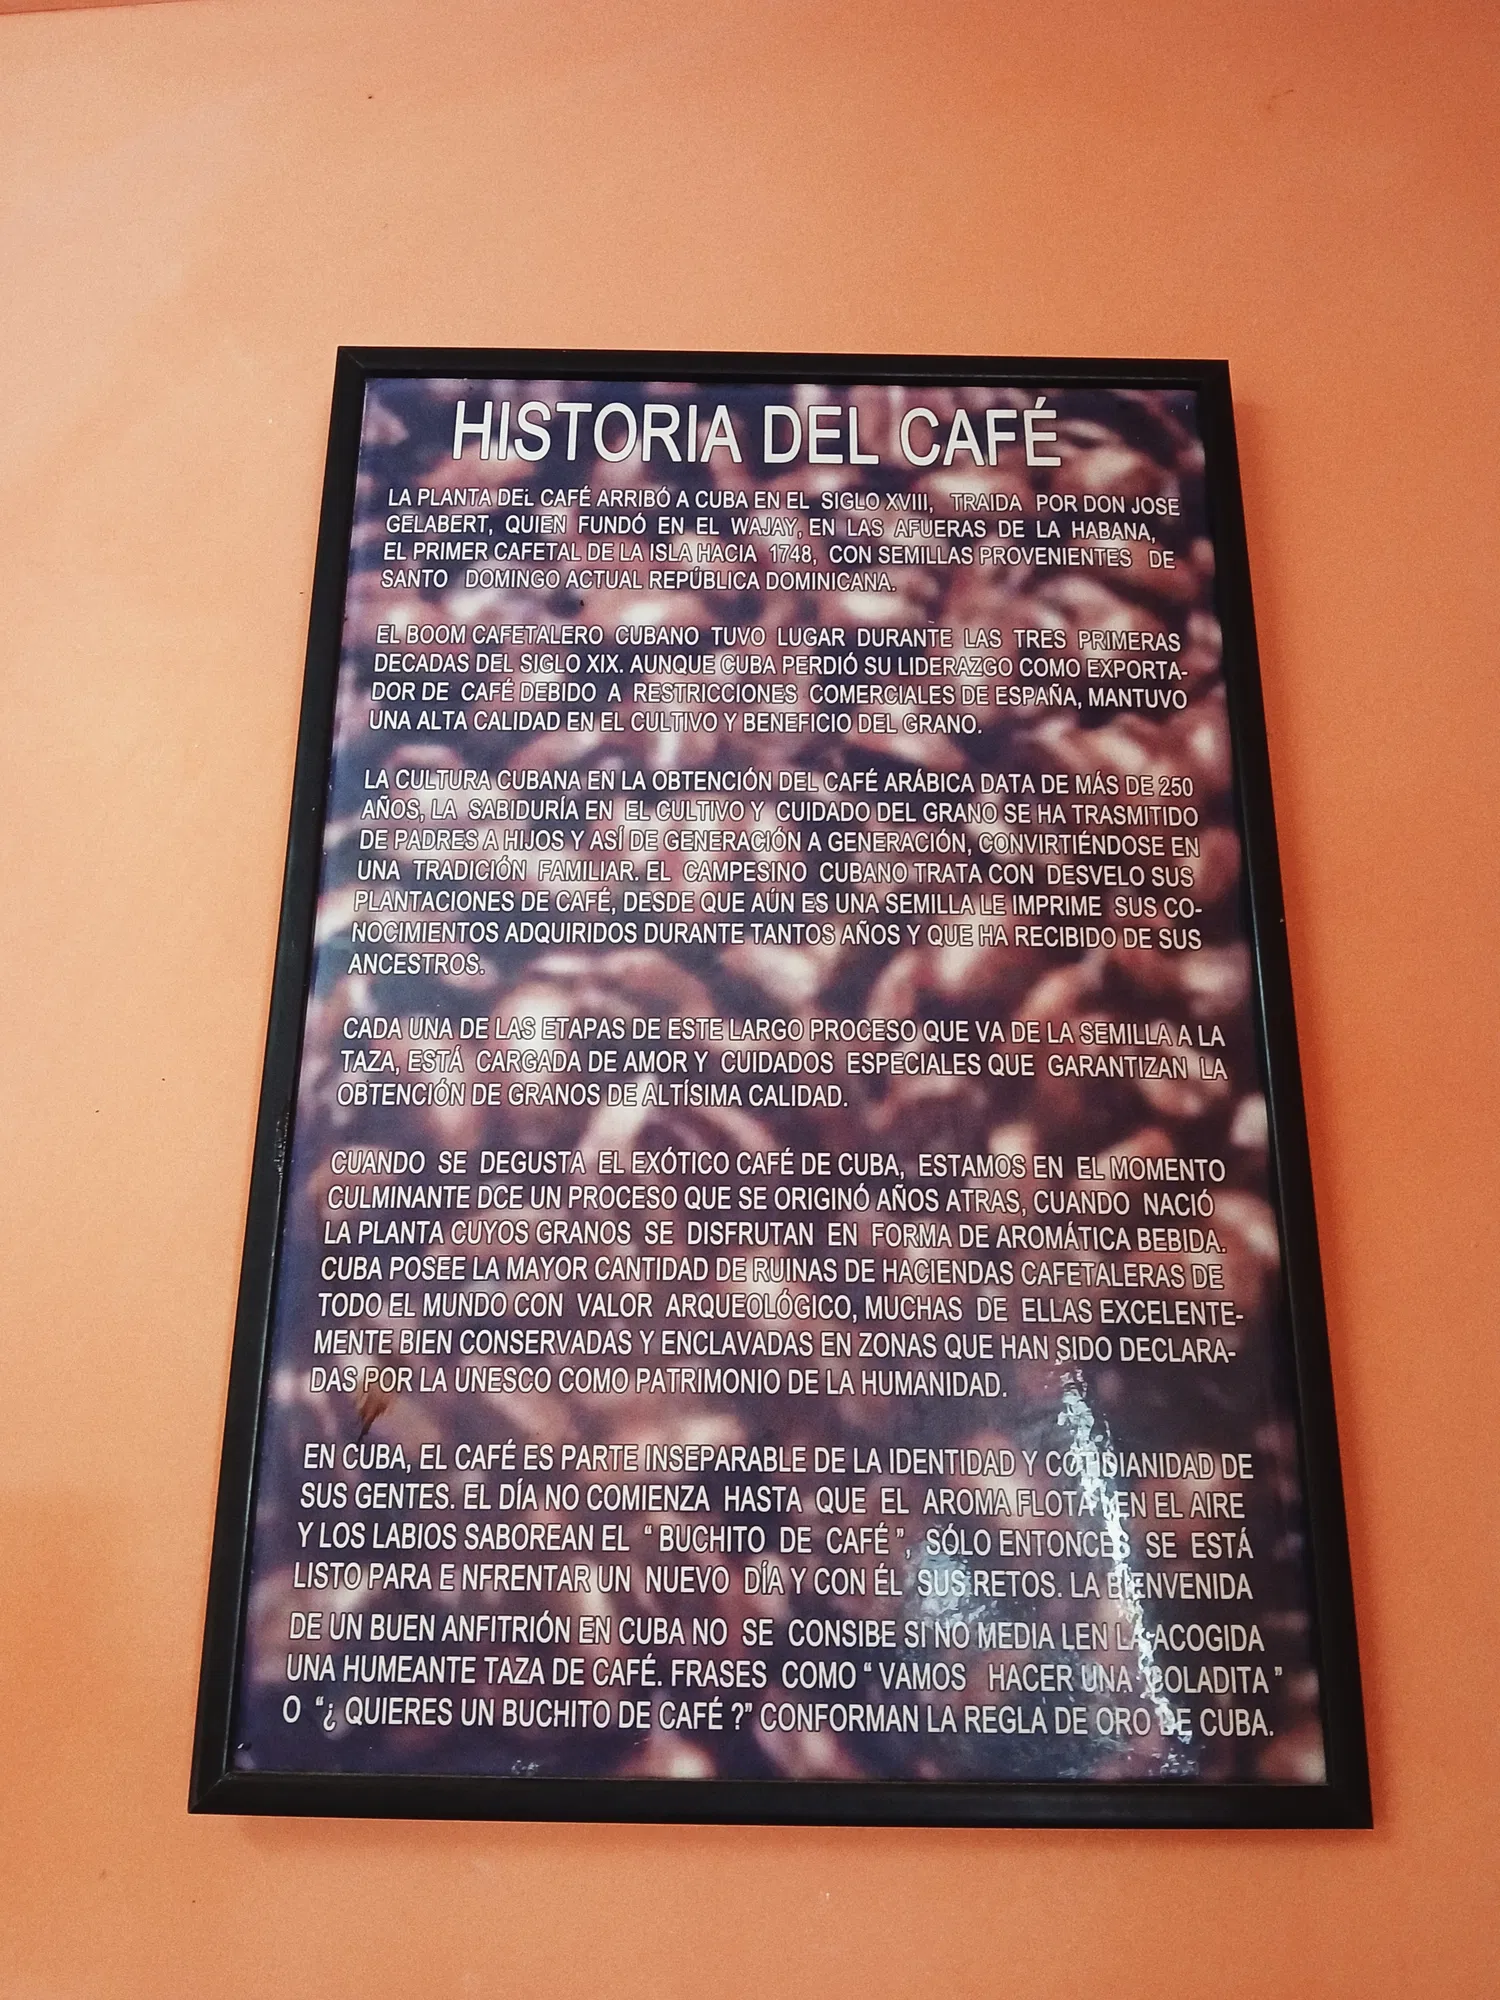 HISTORIA DEL CAFÉ
LA PLANTA DEL CAFÉ ARRIBÓ A CUBA EN EL SIGLO XVIII, TRAIDA POR DON JOSE
GELABERT, QUIEN FUNDÓ EN EL WAJAY, EN LAS AFUERAS DE LA HABANA,
EL PRIMER CAFETAL DE LA ISLA HACIA 1748, CON SEMILLAS PROVENIENTES DE
SANTO DOMINGO ACTUAL REPÚBLICA DOMINICANA.
EL BOOM CAFETALERO CUBANO TUVO LUGAR DURANTE LAS TRES PRIMERAS
DECADAS DEL SIGLO XIX. AUNQUE CUBA PERDIÓ SU LIDERAZGO COMO EXPORTA-
DOR DE CAFÉ DEBIDO A RESTRICCIONES COMERCIALES DE ESPAÑA, MANTUVO
UNA ALTA CALIDAD EN EL CULTIVO Y BENEFICIO DEL GRANO.
LA CULTURA CUBANA EN LA OBTENCIÓN DEL CAFÉ ARÁBICA DATA DE MÁS DE 250
AÑOS, LA SABIDURÍA EN EL CULTIVO Y CUIDADO DEL GRANO SE HA TRASMITIDO
DE PADRES A HIJOS Y ASÍ DE GENERACIÓN A GENERACIÓN, CONVIRTIÉNDOSE EN
UNA TRADICIÓN FAMILIAR. EL CAMPESINO CUBANO TRATA CON DESVELO SUS
PLANTACIONES DE CAFÉ, DESDE QUE AÚN ES UNA SEMILLA LE IMPRIME SUS CO-
NOCIMIENTOS ADQUIRIDOS DURANTE TANTOS AÑOS Y QUE HA RECIBIDO DE SUS
ANCESTROS.
CADA UNA DE LAS ETAPAS DE ESTE LARGO PROCESO QUE VA DE LA SEMILLA A LA
TAZA, ESTÁ CARGADA DE AMOR Y CUIDADOS ESPECIALES QUE GARANTIZAN LA
OBTENCIÓN DE GRANOS DE ALTÍSIMA CALIDAD.
CUANDO SE DEGUSTA EL EXÓTICO CAFÉ DE CUBA, ESTAMOS EN EL MOMENTO
CULMINANTE DCE UN PROCESO QUE SE ORIGINÓ AÑOS ATRAS, CUANDO NACIÓ
LA PLANTA CUYOS GRANOS SE DISFRUTAN EN FORMA DE AROMÁTICA BEBIDA.
CUBA POSEE LA MAYOR CANTIDAD DE RUINAS DE HACIENDAS CAFETALERAS DE
TODO EL MUNDO CON VALOR ARQUEOLÓGICO, MUCHAS DE ELLAS EXCELENTE-
MENTE BIEN CONSERVADAS Y ENCLAVADAS EN ZONAS QUE HAN SIDO DECLARA-
DAS POR LA UNESCO COMO PATRIMONIO DE LA HUMANIDAD.
EN CUBA, EL CAFÉ ES PARTE INSEPARABLE DE LA IDENTIDAD Y COTIDIANIDAD DE
SUS GENTES. EL DÍA NO COMIENZA HASTA QUE EL AROMA FLOTA EN EL AIRE
Y LOS LABIOS SABOREAN EL “ BUCHITO DE CAFÉ ”, SÓLO ENTONCES SE ESTÁ
LISTO PARA E NFRENTAR UN NUEVO DÍA Y CON ÉL SUS RETOS. LA BIENVENIDA
DE UN BUEN ANFITRIÓN EN CUBA NO SE CONSIBE SI NO MEDIA LEN LA ACOGIDA
UNA HUMEANTE TAZA DE CAFÉ. FRASES COMO “ VAMOS HACER UNA COLADITA ”
O “¿ QUIERES UN BUCHITO DE CAFÉ ?” CONFORMAN LA REGLA DE ORO DE CUBA.